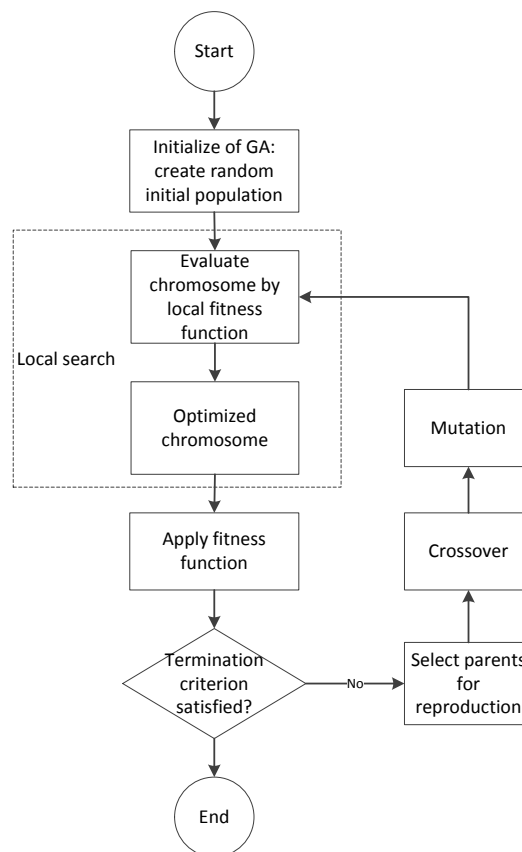 Start
Initialize of GA:
create random
initial population
Evaluate
chromosome by
local fitness
function
Local search
Optimized
chromosome
Mutation
Apply fitness
function
Crossover
Termination
criterion
satisfied?
No
Select parents
for
reproduction
End